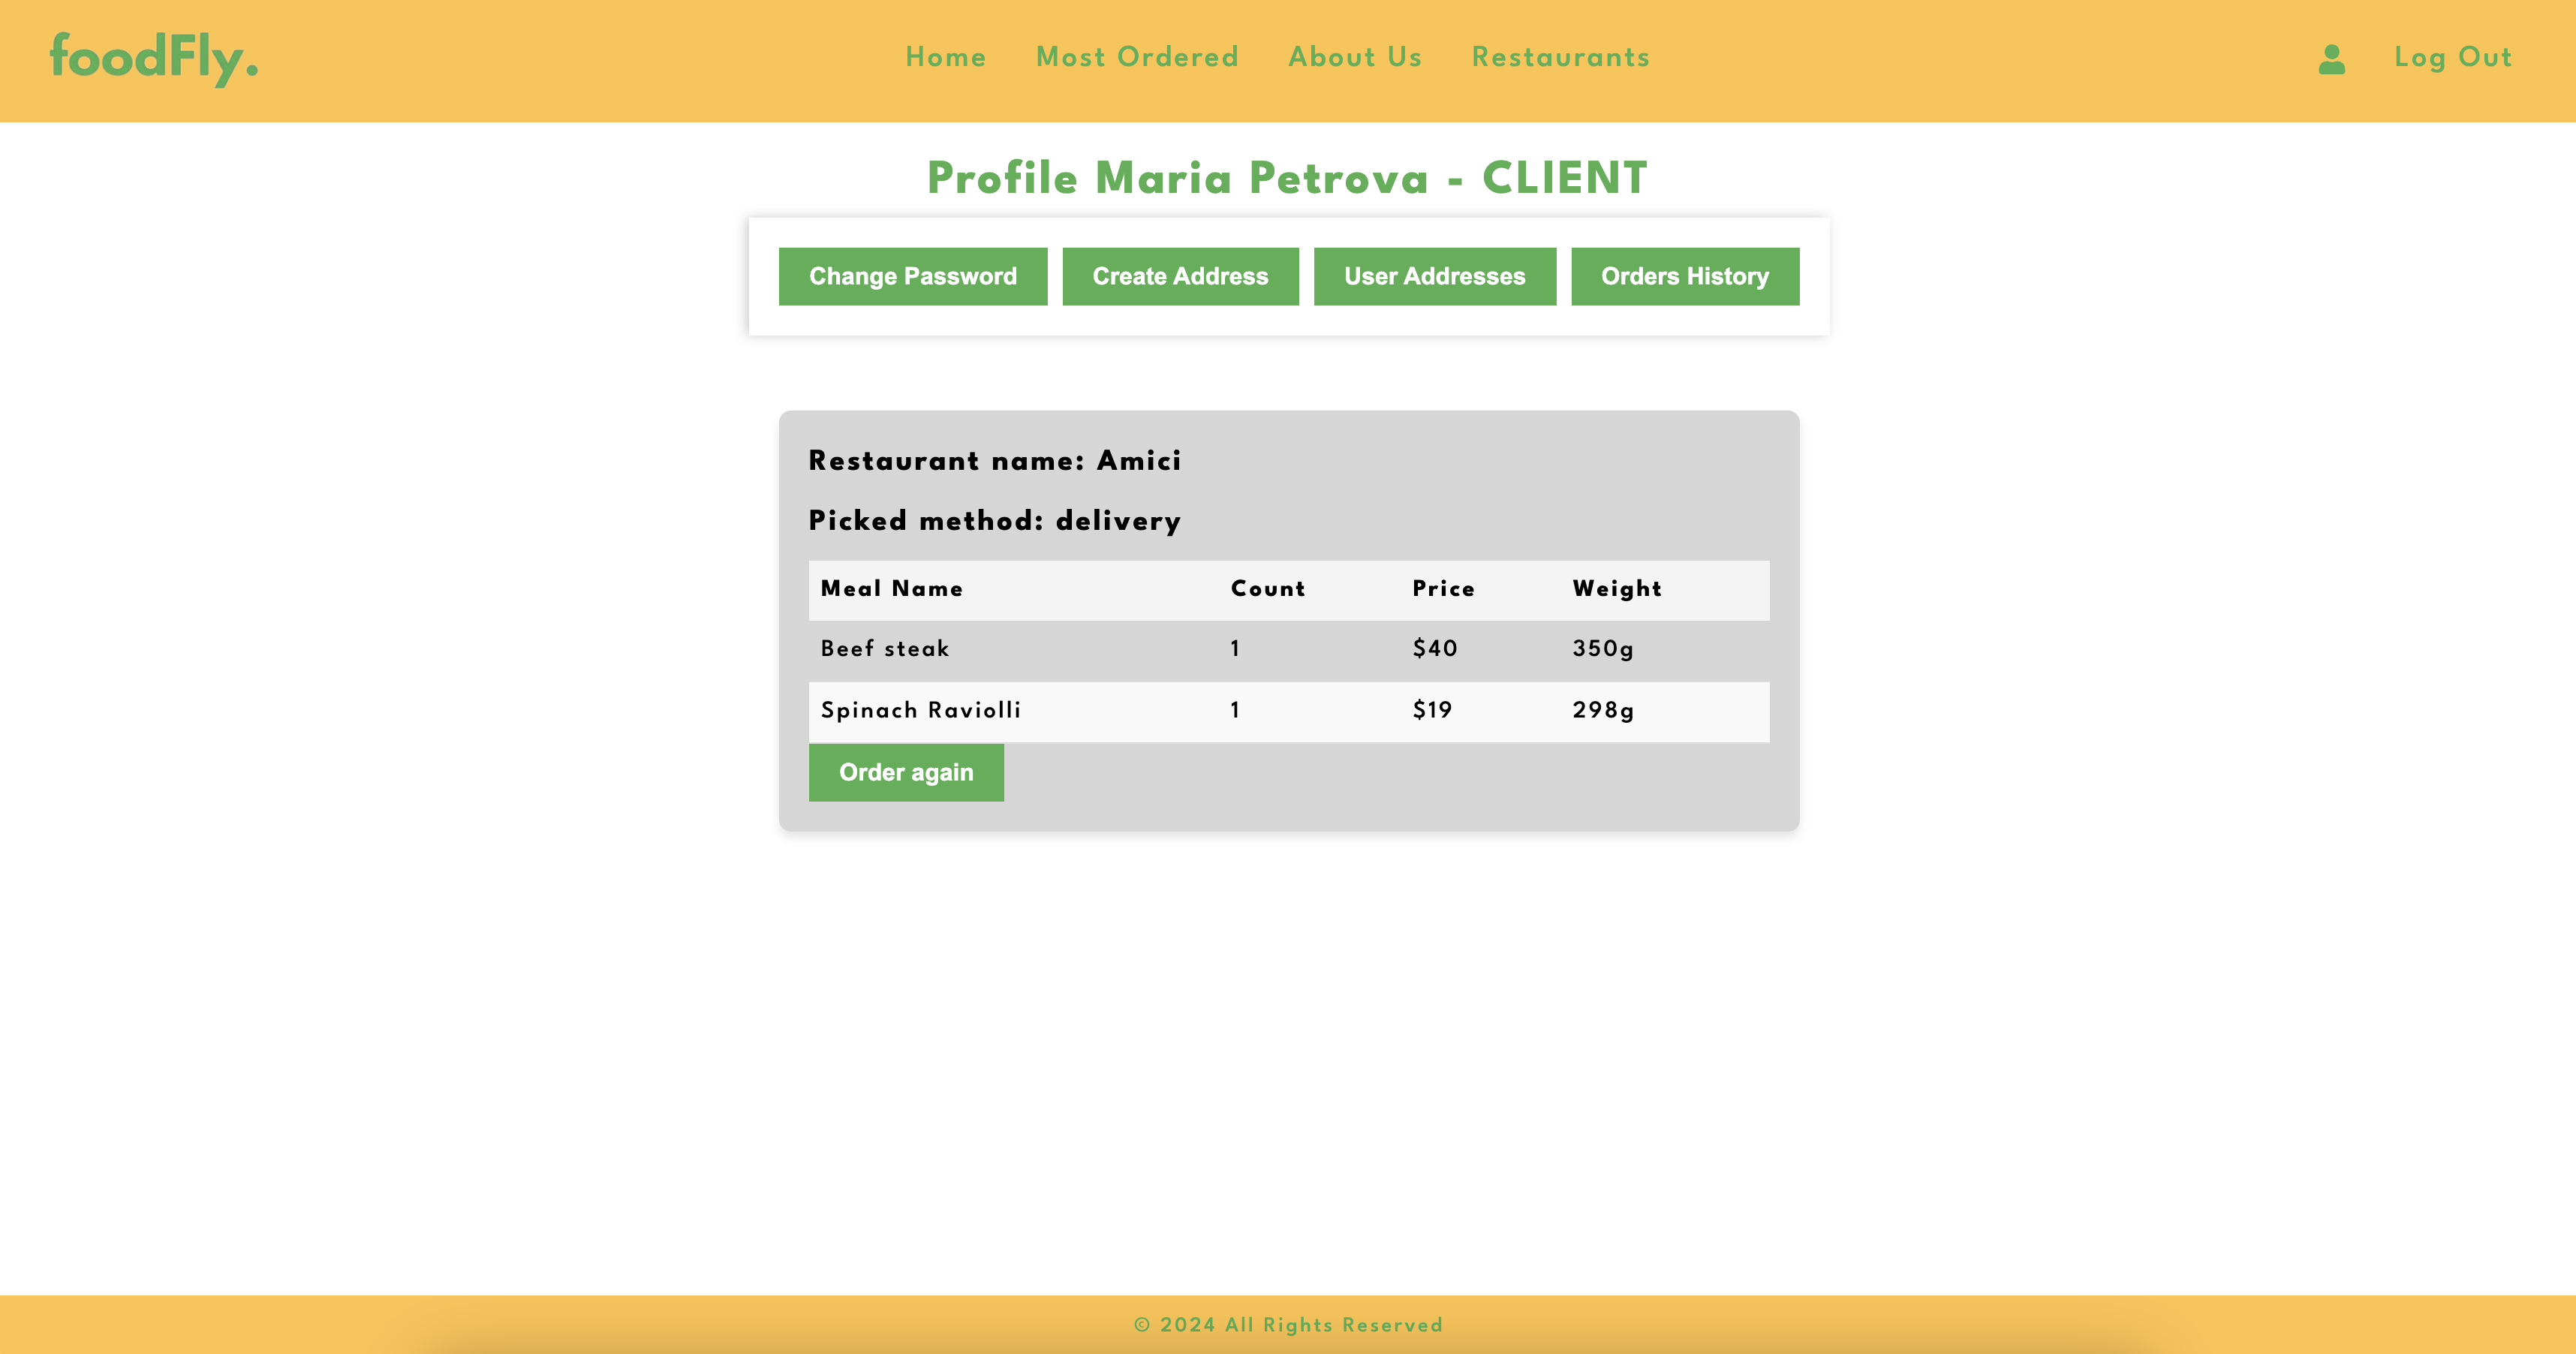 foodFly.
Home Most Ordered About Us Restaurants
Log Out
Profile Maria Petrova - CLIENT
Change Password Create Address User Addresses Orders History
Restaurant name: Amici
Picked method: delivery
Meal Name Count Price Weight
Beef steak 1 $40 350g
Spinach Raviolli 1 $19 298g
Order again
© 2024 All Rights Reserved